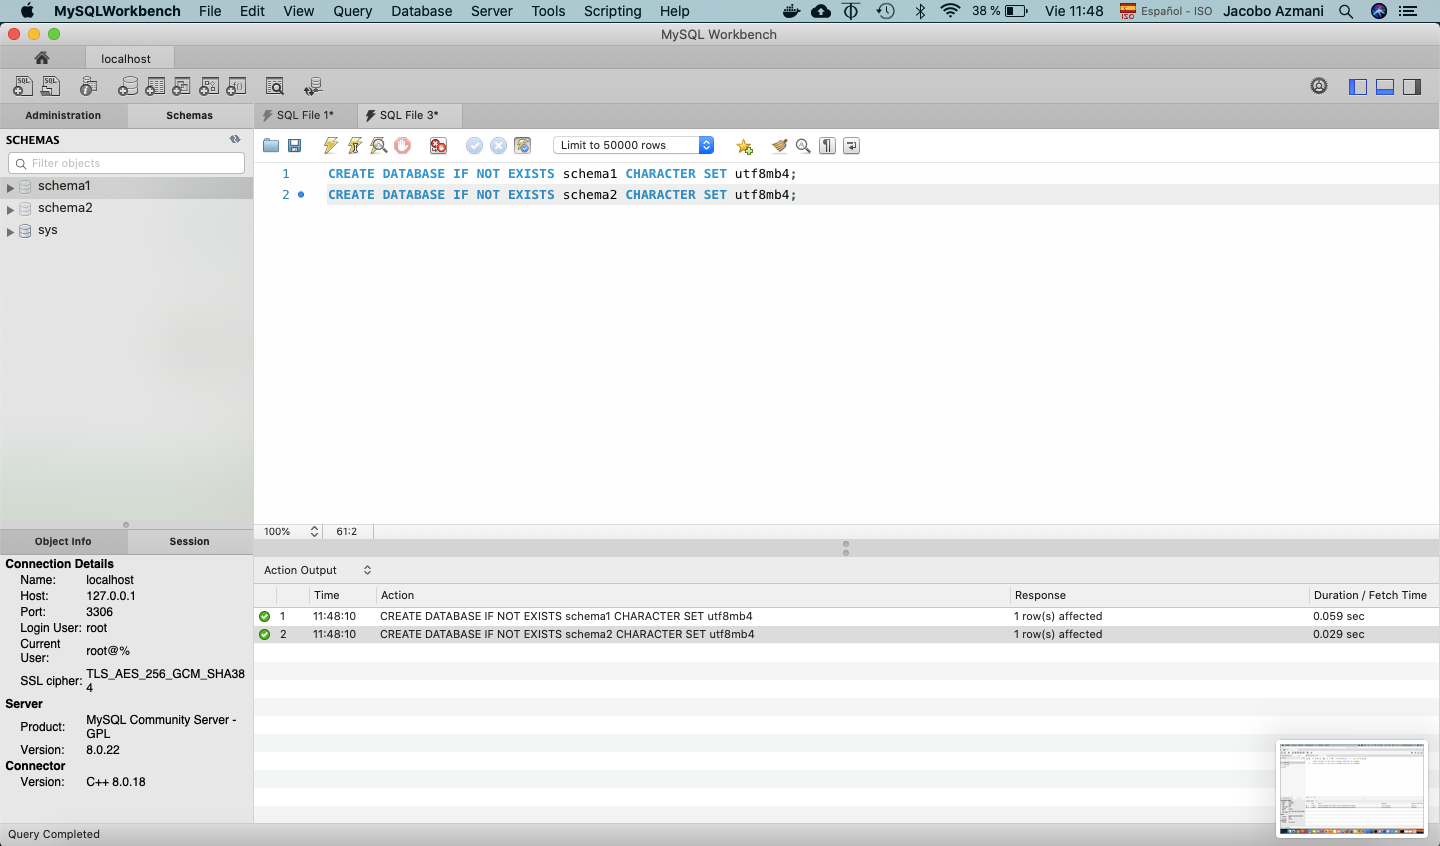 MySQLWorkbench File Edit View Query Database Server Tools Scripting Help 38 % Vie 11:48 ISO Español - ISO Jacobo Azmani
MySQL Workbench
localhost
Administration Schemas SQL File 1* SQL File 3*
SCHEMAS
Limit to 50000 rows
Filter objects
1 CREATE DATABASE IF NOT EXISTS schema1 CHARACTER SET utf8mb4;
2 CREATE DATABASE IF NOT EXISTS schema2 CHARACTER SET utf8mb4;
schema1
schema2
sys
100% 61:2
Object Info Session
Connection Details
Name: localhost
Host: 127.0.0.1
Port: 3306
Login User: root
Current User: root@%
SSL cipher: TLS_AES_256_GCM_SHA384
Server
Product: MySQL Community Server - GPL
Version: 8.0.22
Connector
Version: C++ 8.0.18
Action Output
Time Action Response Duration / Fetch Time
1 11:48:10 CREATE DATABASE IF NOT EXISTS schema1 CHARACTER SET utf8mb4 1 row(s) affected 0.059 sec
2 11:48:10 CREATE DATABASE IF NOT EXISTS schema2 CHARACTER SET utf8mb4 1 row(s) affected 0.029 sec
Query Completed